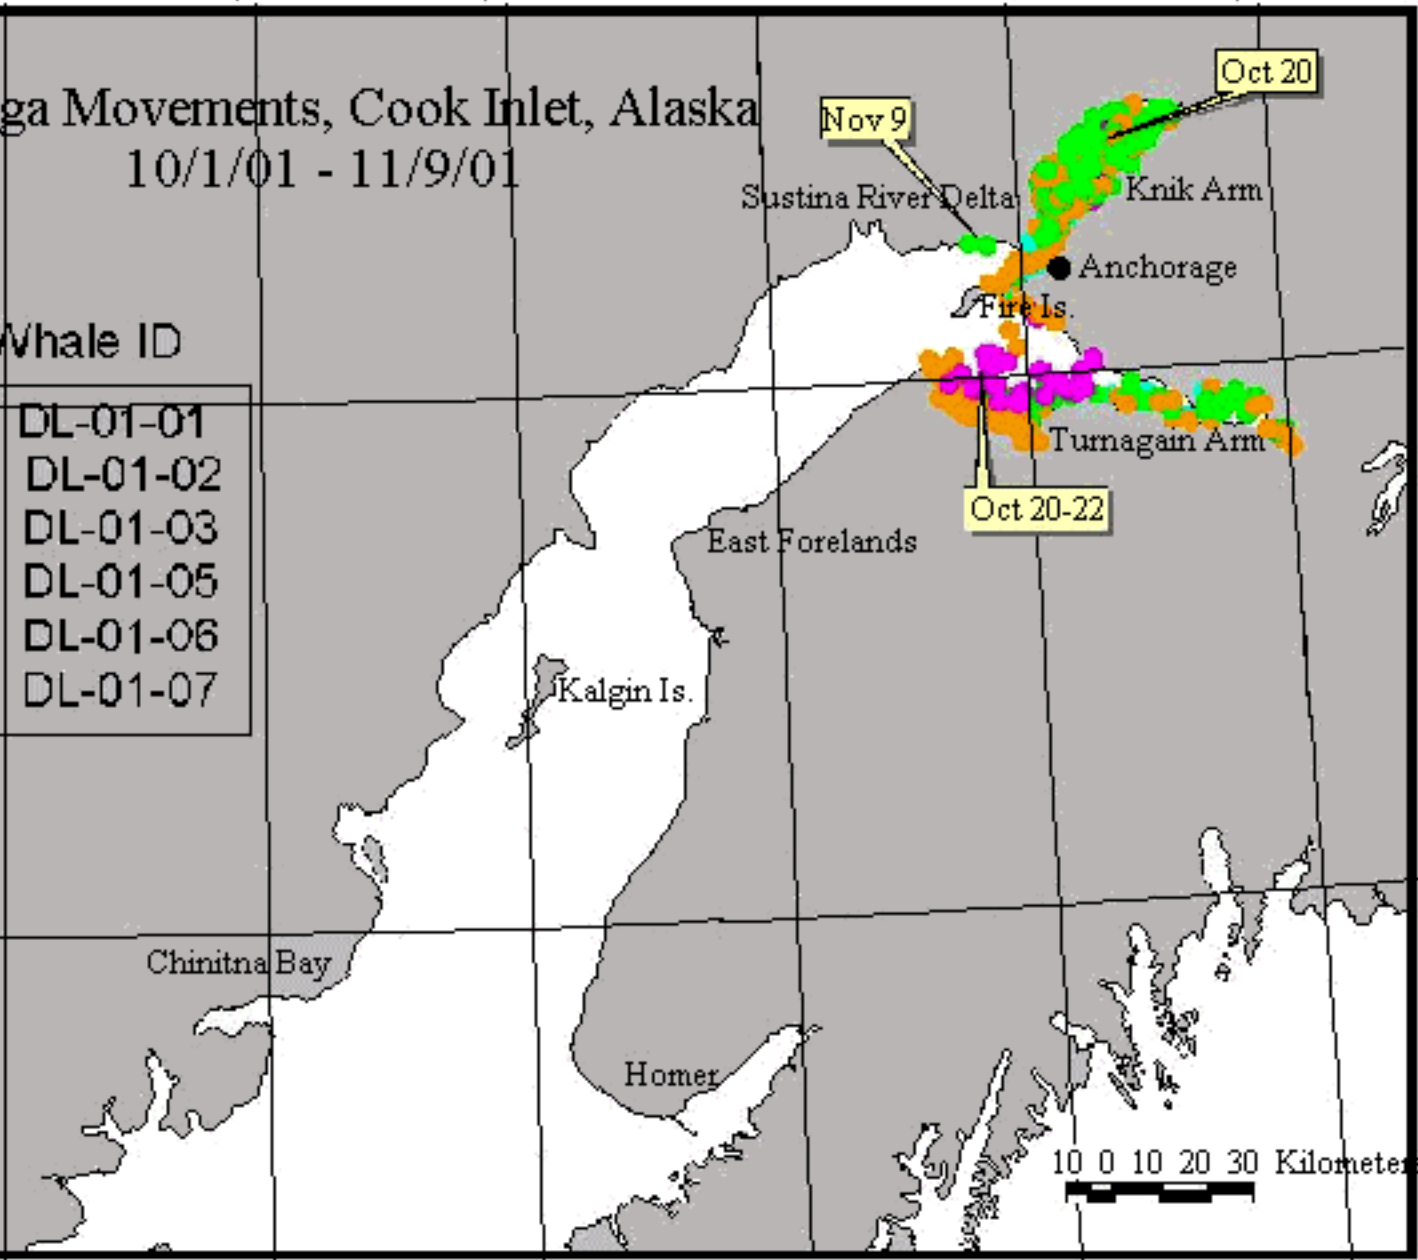 ga Movements, Cook Inlet, Alaska
10/1/01 - 11/9/01
Oct 20
Nov 9
Sustina River Delta
Knik Arm
Anchorage
Fire Is.
Whale ID
DL-01-01
DL-01-02
DL-01-03
DL-01-05
DL-01-06
DL-01-07
Turnagain Arm
Oct 20-22
East Forelands
Kalgin Is.
Chinitna Bay
Homer
10 0 10 20 30 Kilometer